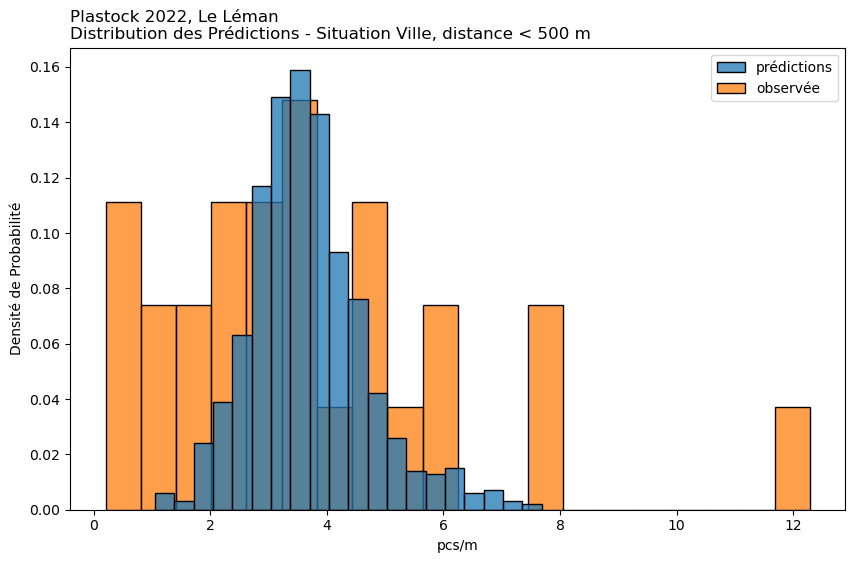 Plastock 2022, Le Léman
Distribution des Prédictions - Situation Ville, distance < 500 m
prédictions
observée
Densité de Probabilité
0.16
0.14
0.12
0.10
0.08
0.06
0.04
0.02
0.00
0 2 4 6 8 10 12
pcs/m